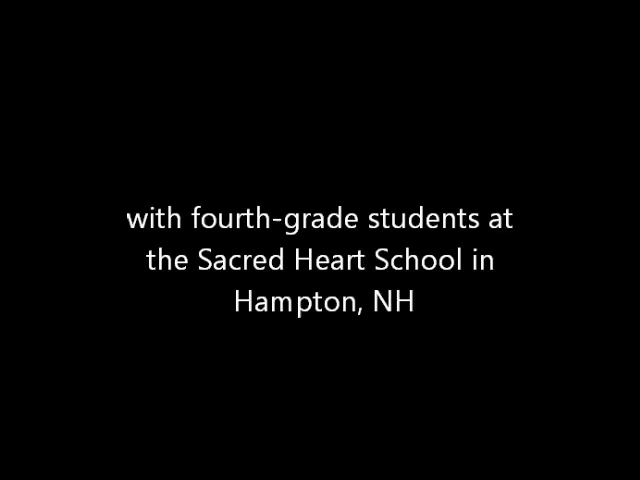 with fourth-grade students at
the Sacred Heart School in
Hampton, NH